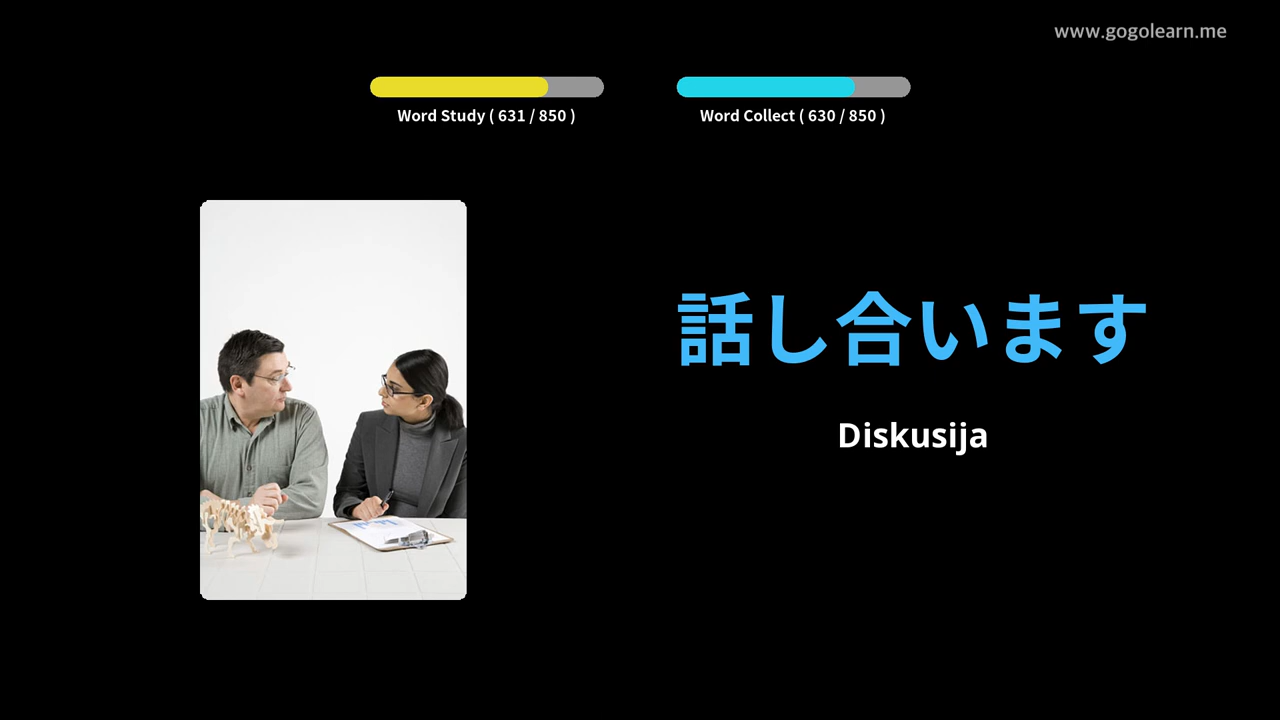 www.gogolearn.me
Word Study ( 631 / 850 )
Word Collect ( 630 / 850 )
話し合います
Diskusija